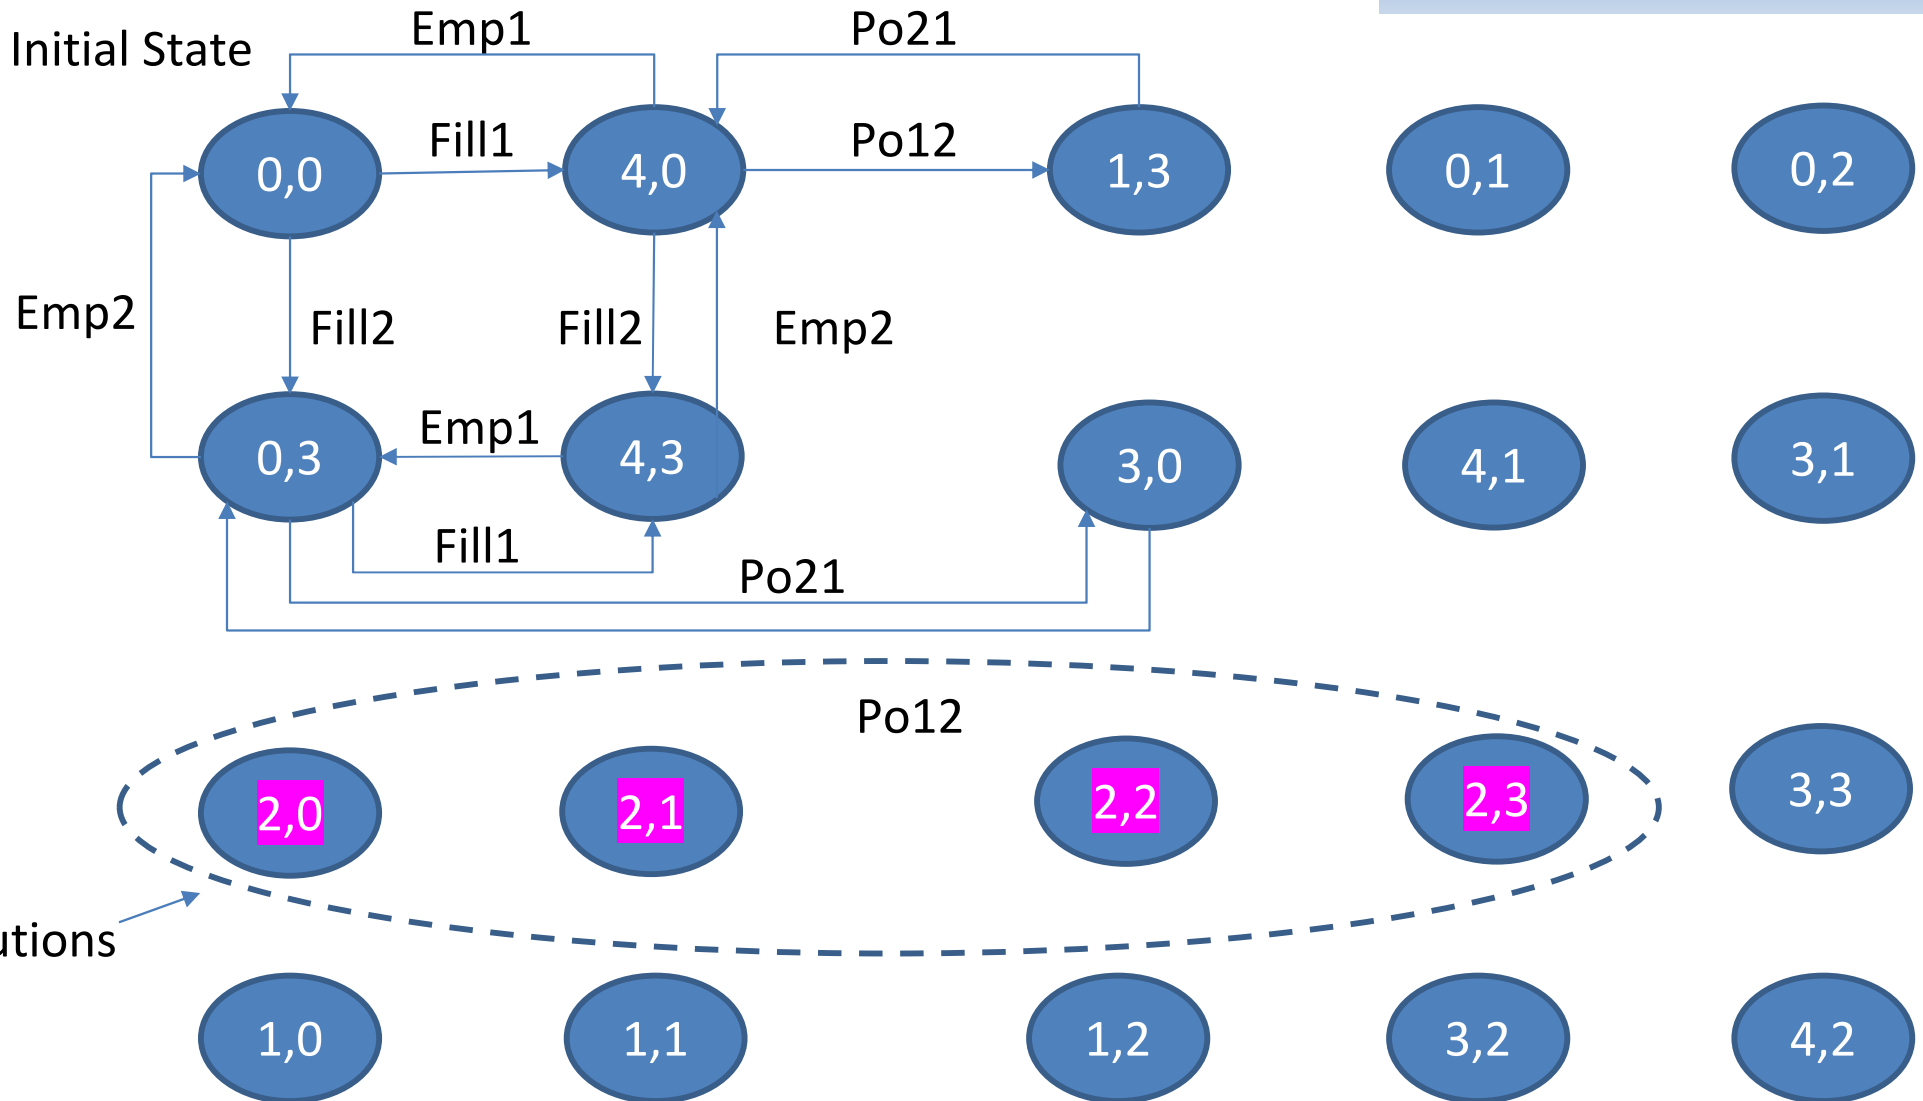 Initial State
Emp1
Po21
Fill1
Po12
0,0
4,0
1,3
0,1
0,2
Emp2
Fill2
Fill2
Emp2
Emp1
0,3
4,3
3,0
4,1
3,1
Fill1
Po21
Po12
2,0
2,1
2,2
2,3
3,3
utions
1,0
1,1
1,2
3,2
4,2